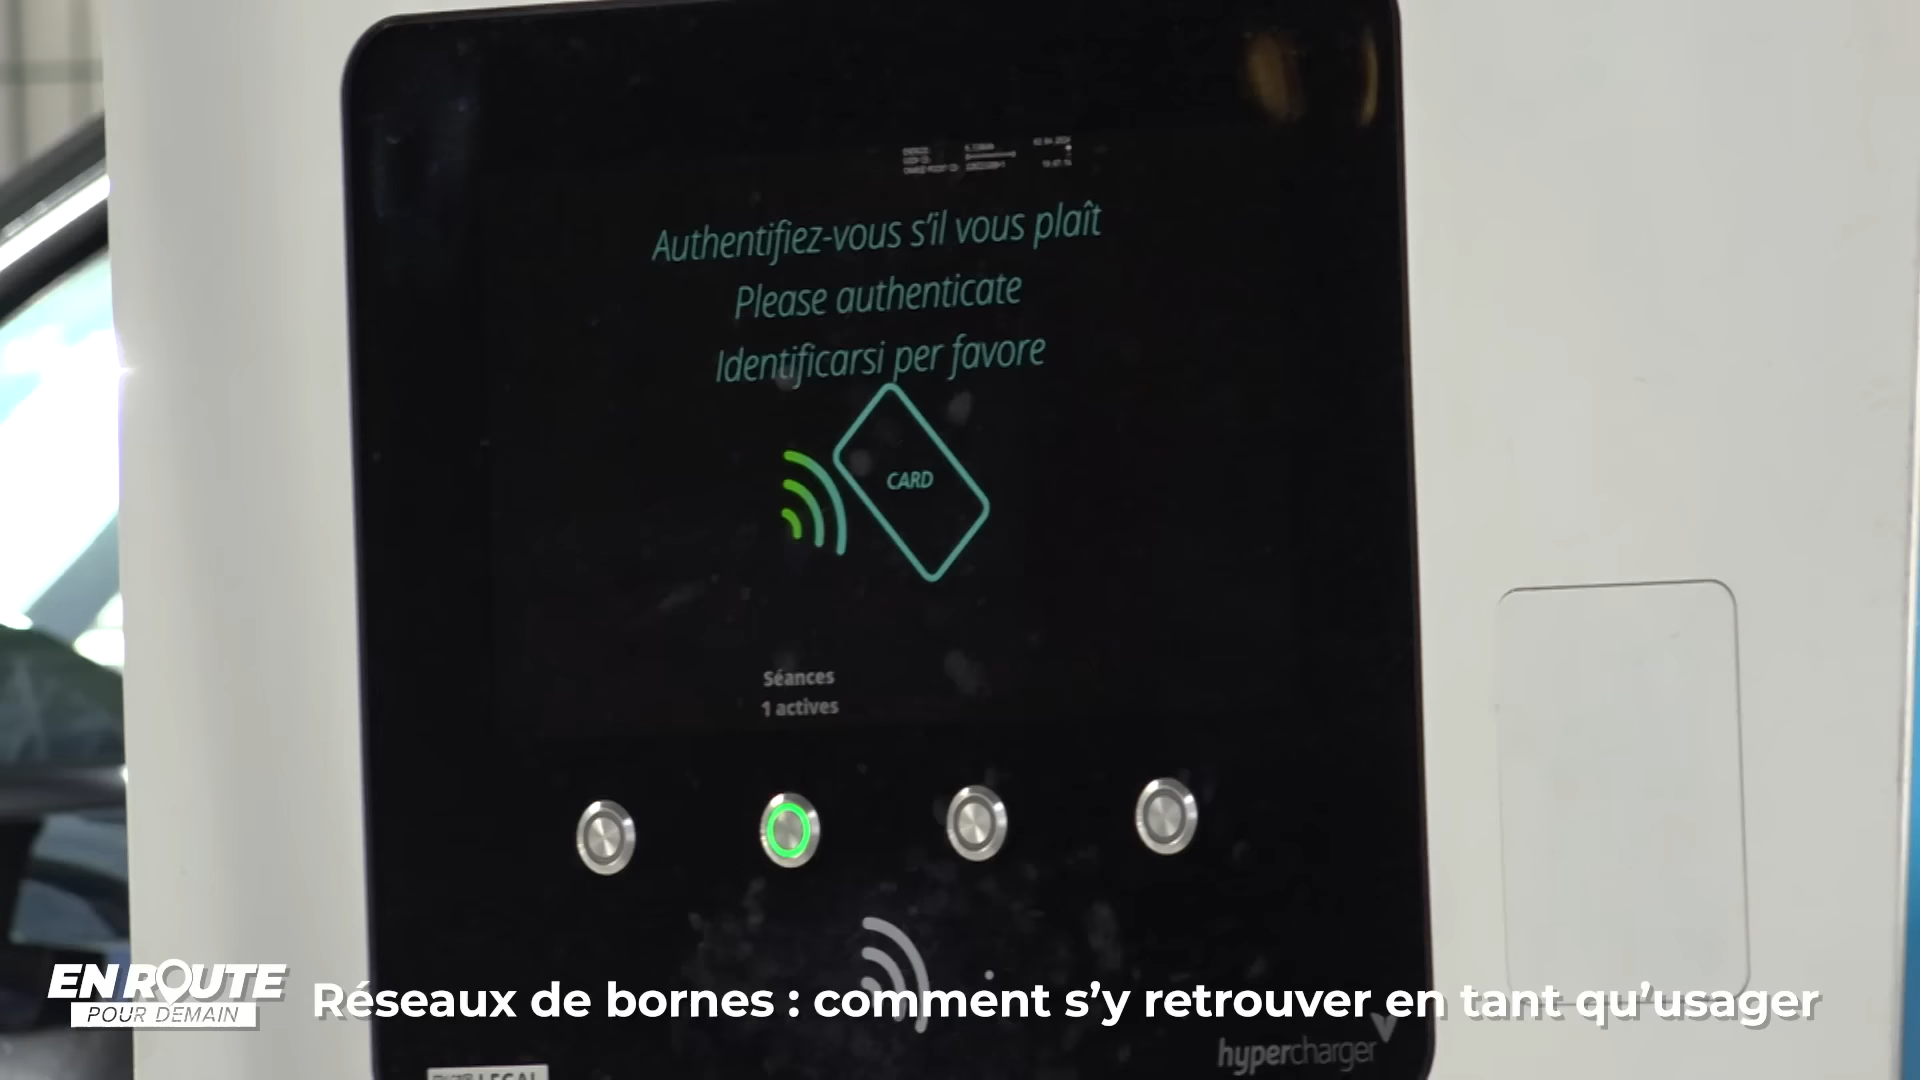 Authentifiez-vous s'il vous plaît
Please authenticate
Identificarsi per favore
CARD
Séances
1 actives
EN ROUTE
POUR DEMAIN
Réseaux de bornes : comment s’y retrouver en tant qu’usager
hypercharger
LEGAL